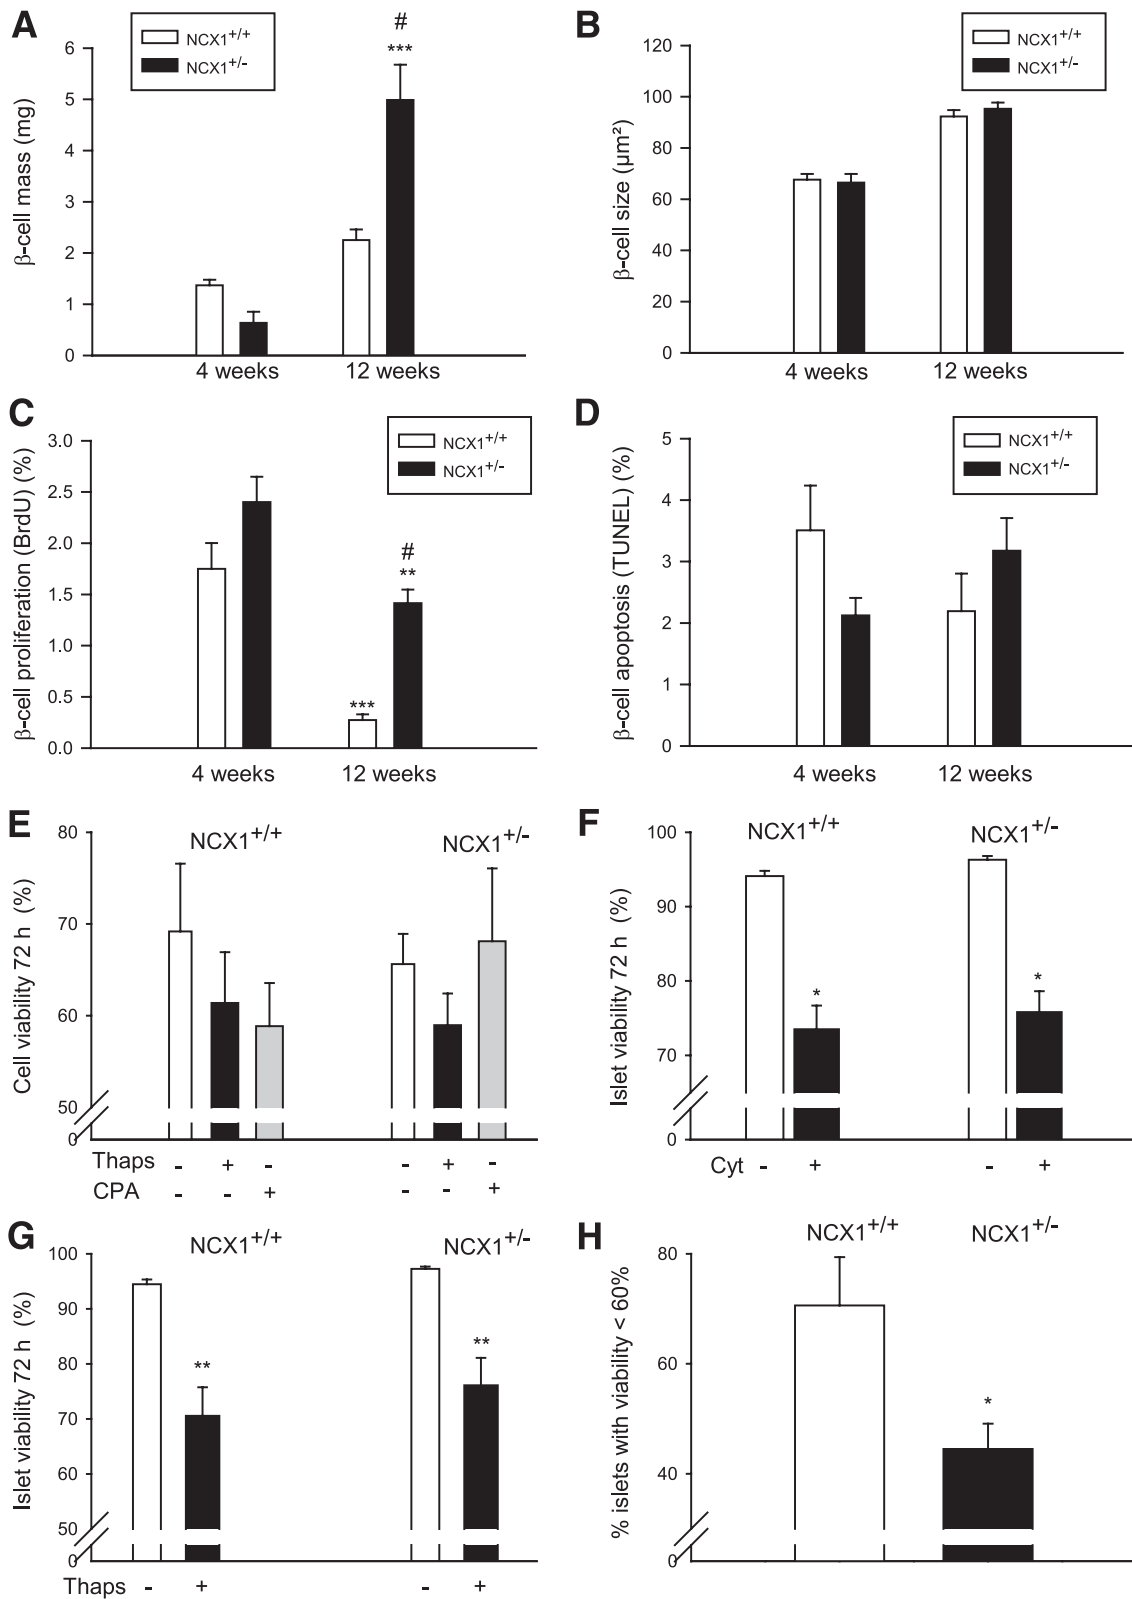 A
NCX1+/+
NCX1+/-
β-cell mass (mg)
6
5
4
3
2
1
0
#
***
4 weeks
12 weeks
B
NCX1+/+
NCX1+/-
β-cell size (µm²)
120
100
80
60
40
20
0
4 weeks
12 weeks
C
NCX1+/+
NCX1+/-
β-cell proliferation (BrdU) (%)
3.0
2.5
2.0
1.5
1.0
0.5
0.0
***
#
**
4 weeks
12 weeks
D
NCX1+/+
NCX1+/-
β-cell apoptosis (TUNEL) (%)
5
4
3
2
1
0
4 weeks
12 weeks
E
NCX1+/+
NCX1+/-
Cell viability 72 h (%)
80
70
60
50
0
Thaps - + - - + -
CPA - - + - - +
F
NCX1+/+
NCX1+/-
Islet viability 72 h (%)
100
90
80
70
0
*
*
Cyt - + - +
G
NCX1+/+
NCX1+/-
Islet viability 72 h (%)
100
90
80
70
60
50
0
**
**
Thaps - + - +
H
NCX1+/+
NCX1+/-
% islets with viability < 60%
80
60
40
0
*